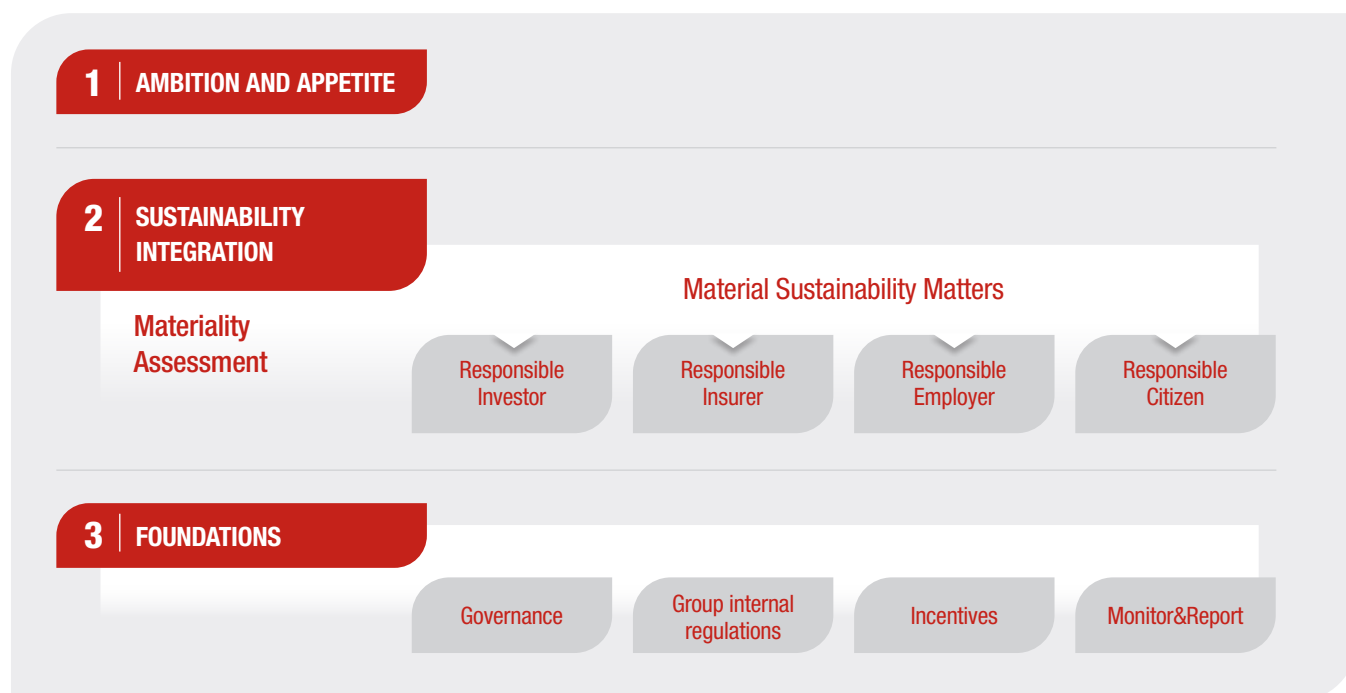 1 AMBITION AND APPETITE
2 SUSTAINABILITY
INTEGRATION
Material Sustainability Matters
Materiality
Assessment
Responsible
Investor
Responsible
Insurer
Responsible
Employer
Responsible
Citizen
3 FOUNDATIONS
Governance
Group internal
regulations
Incentives
Monitor&Report